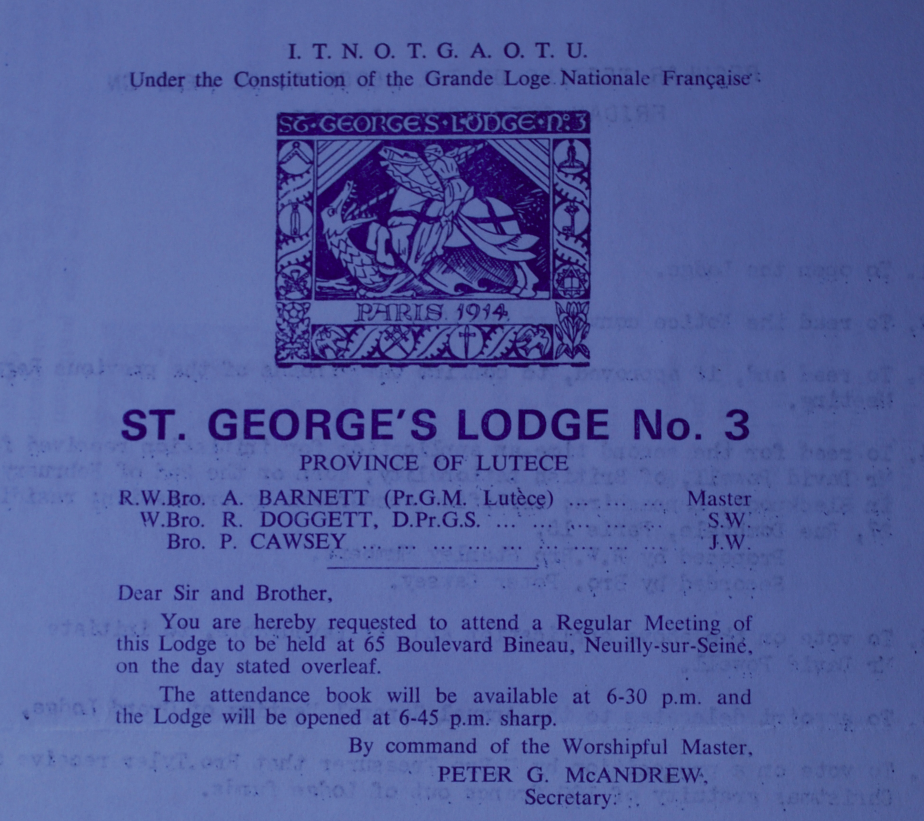 I. T. N. O. T. G. A. O. T. U.
Under the Constitution of the Grande Loge Nationale Française
ST·GEORGE'S·LODGE·Nº·3
PARIS 1914
ST. GEORGE'S LODGE No. 3
PROVINCE OF LUTECE
R.W.Bro. A. BARNETT (Pr.G.M. Lutèce) Master
W.Bro. R. DOGGETT, D.Pr.G.S. ... ... ... ... S.W.
Bro. P. CAWSEY ... ... ... ... J.W.
Dear Sir and Brother,
You are hereby requested to attend a Regular Meeting of
this Lodge to be held at 65 Boulevard Bineau, Neuilly-sur-Seine,
on the day stated overleaf.
The attendance book will be available at 6-30 p.m. and
the Lodge will be opened at 6-45 p.m. sharp.
By command of the Worshipful Master,
PETER G. McANDREW.
Secretary.